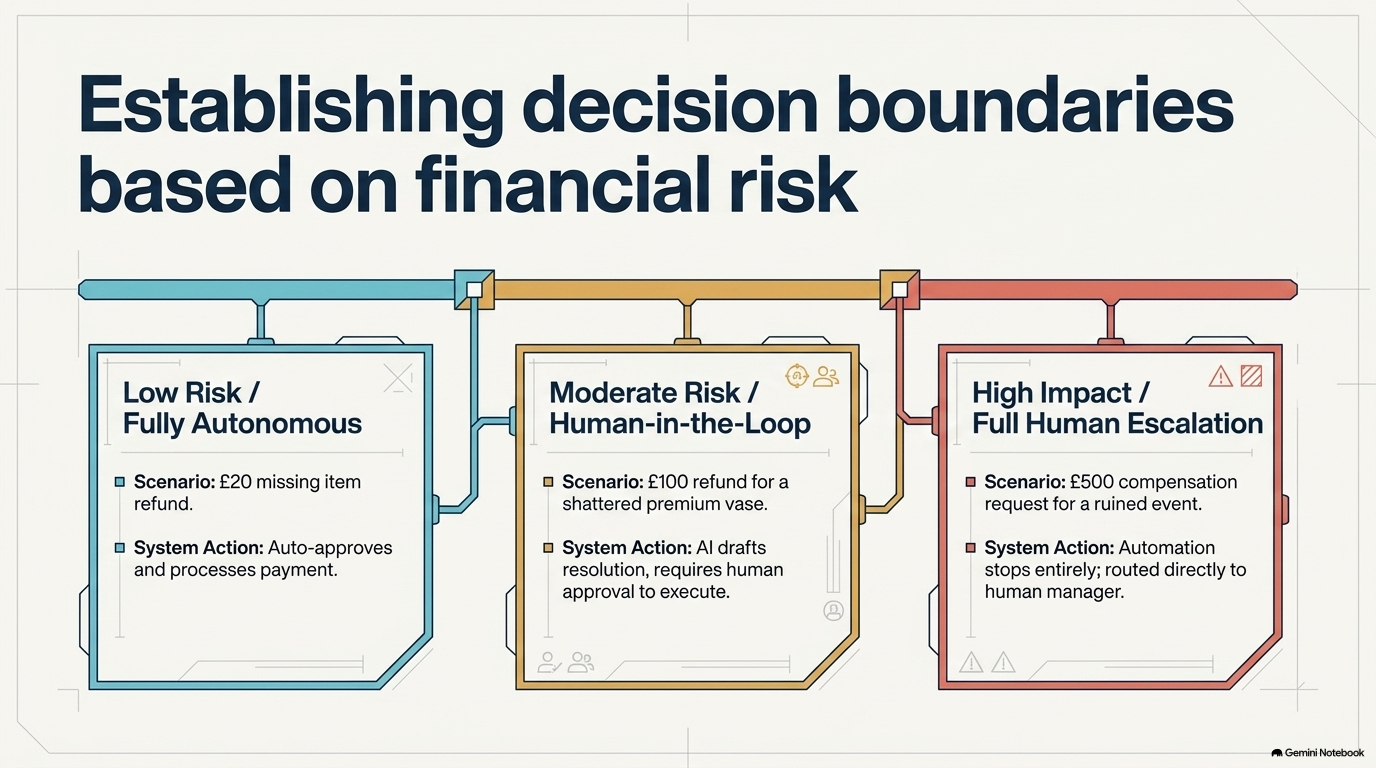 Establishing decision boundaries
based on financial risk
Low Risk /
Fully Autonomous
Scenario: £20 missing item
refund.
System Action: Auto-approves
and processes payment.
Moderate Risk /
Human-in-the-Loop
Scenario: £100 refund for a
shattered premium vase.
System Action: AI drafts
resolution, requires human
approval to execute.
High Impact /
Full Human Escalation
Scenario: £500 compensation
request for a ruined event.
System Action: Automation
stops entirely; routed directly to
human manager.
Gemini Notebook